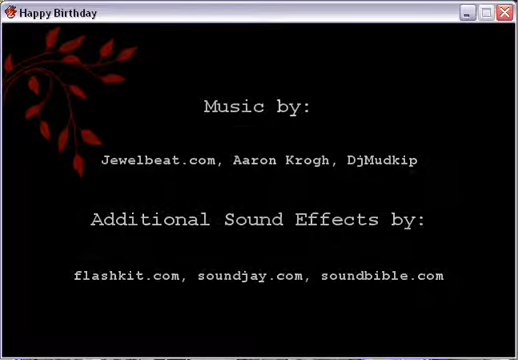 Happy Birthday
Music by:
Jewelbeat.com, Aaron Krogh, DjMudkip
Additional Sound Effects by:
flashkit.com, soundjay.com, soundbible.com